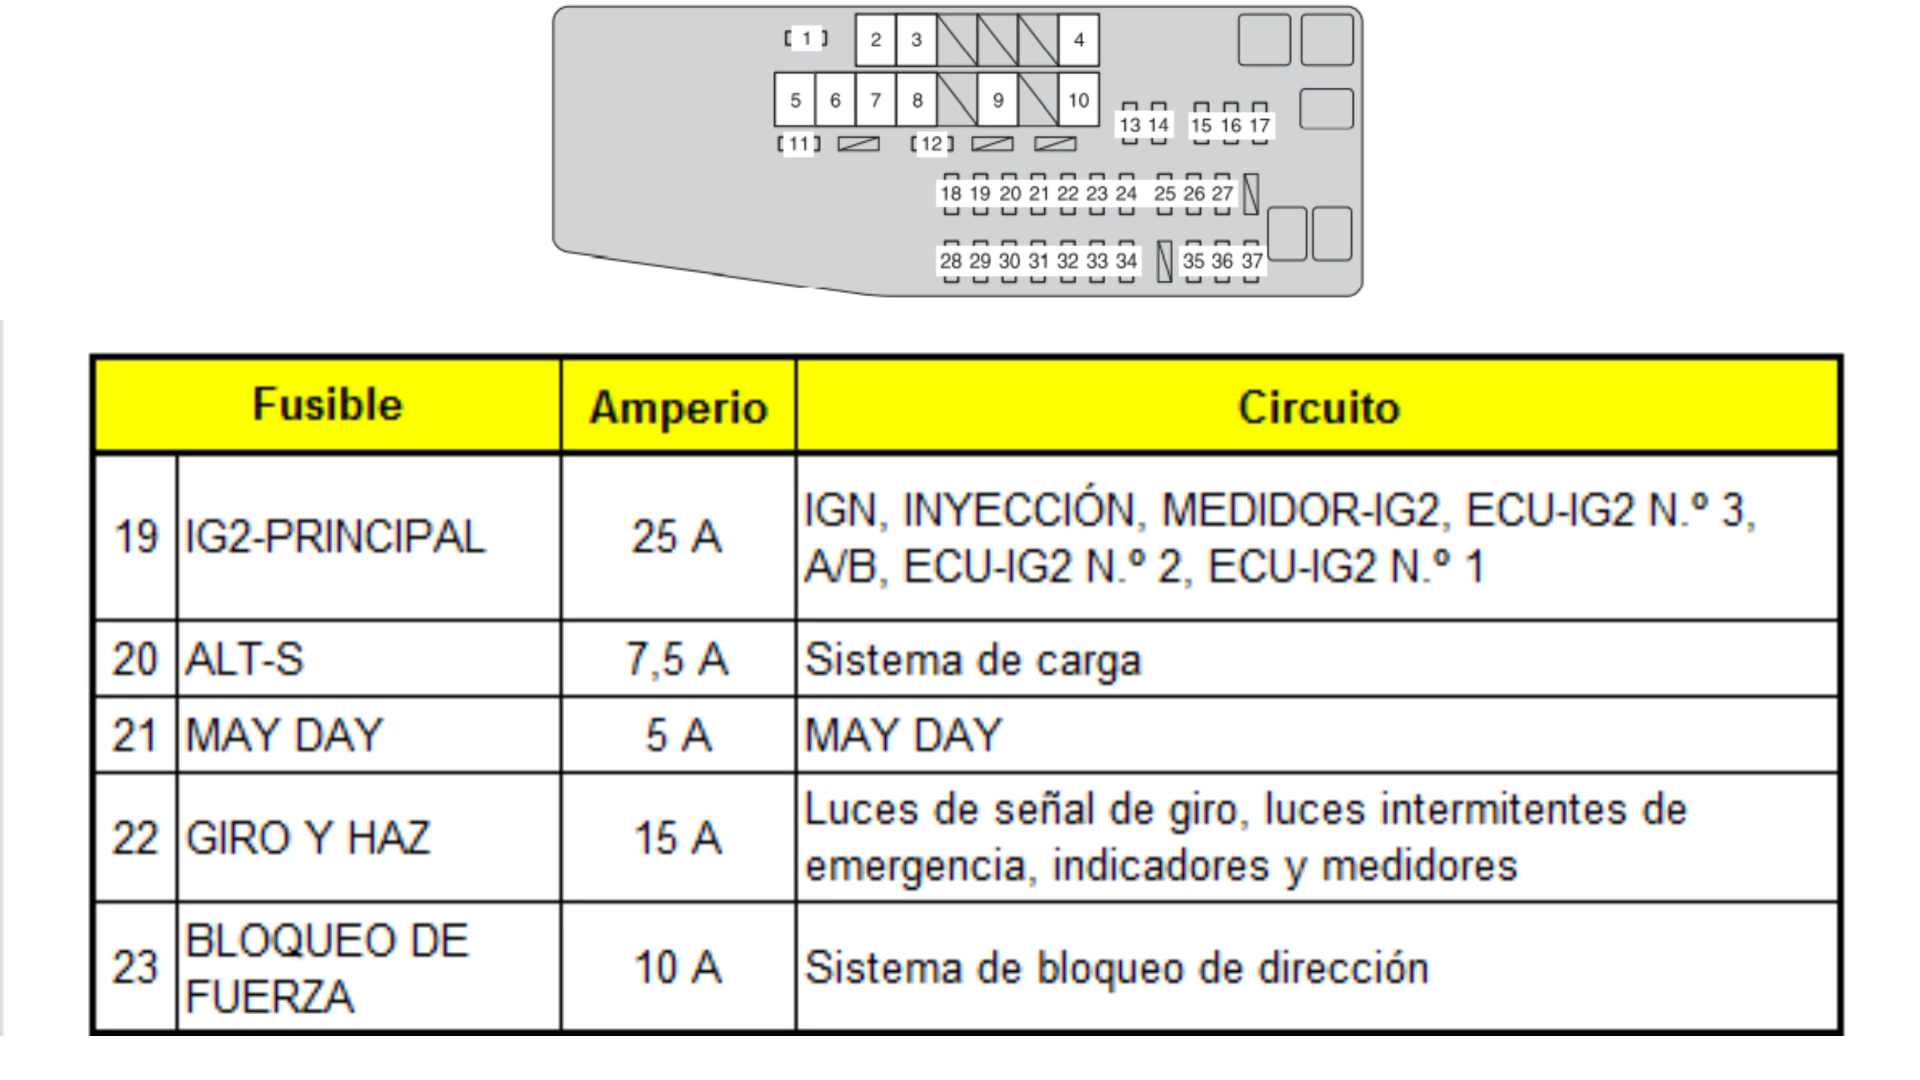 1 2 3 4
5 6 7 8 9 10
11 12 13 14 15 16 17
18 19 20 21 22 23 24 25 26 27
28 29 30 31 32 33 34 35 36 37
Fusible Amperio Circuito
19 IG2-PRINCIPAL 25 A IGN, INYECCIÓN, MEDIDOR-IG2, ECU-IG2 N.º 3,
A/B, ECU-IG2 N.º 2, ECU-IG2 N.º 1
20 ALT-S 7,5 A Sistema de carga
21 MAY DAY 5 A MAY DAY
22 GIRO Y HAZ 15 A Luces de señal de giro, luces intermitentes de
emergencia, indicadores y medidores
23 BLOQUEO DE
FUERZA 10 A Sistema de bloqueo de dirección